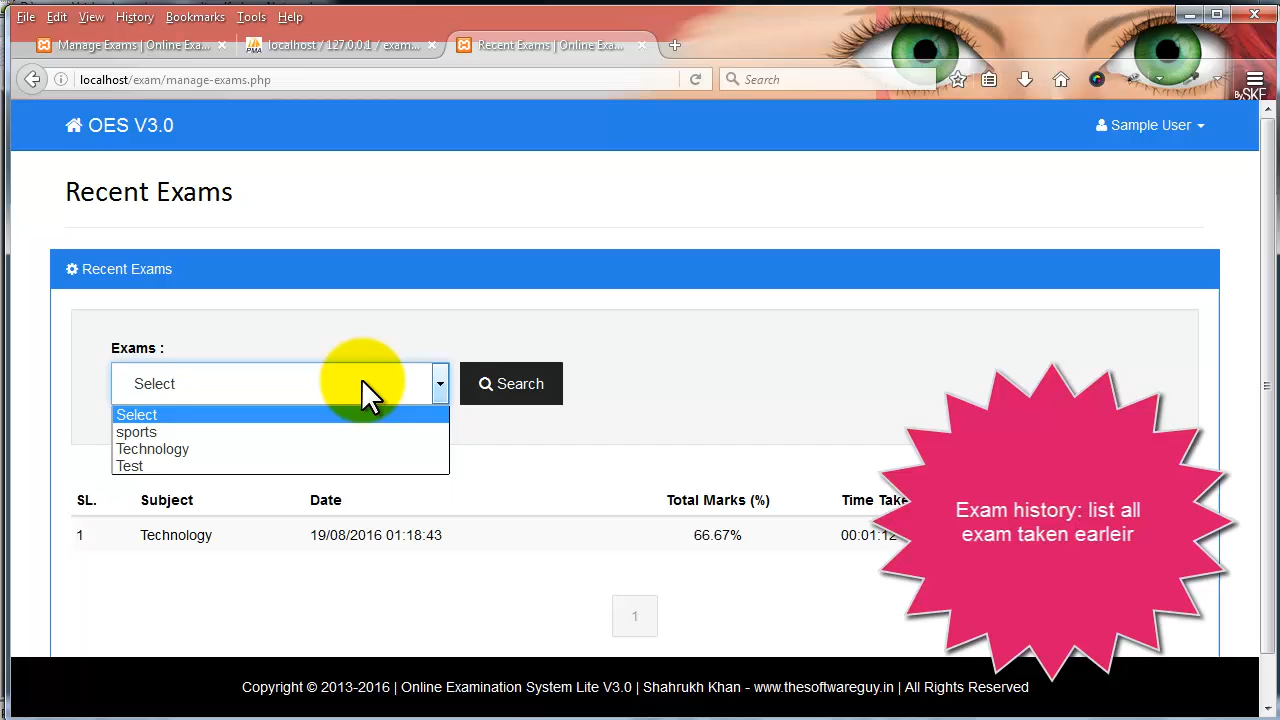 File Edit View History Bookmarks Tools Help
Manage Exams | Online Exa...
localhost / 127.0.0.1 / exam...
Recent Exams | Online Exa...
localhost/exam/manage-exams.php
Search
By SKF
OES V3.0
Sample User
Recent Exams
Recent Exams
Exams :
Select
Search
Select
sports
Technology
Test
SL. Subject Date Total Marks (%) Time Take
1 Technology 19/08/2016 01:18:43 66.67% 00:01:12
Exam history: list all
exam taken earleir
1
Copyright © 2013-2016 | Online Examination System Lite V3.0 | Shahrukh Khan - www.thesoftwareguy.in | All Rights Reserved